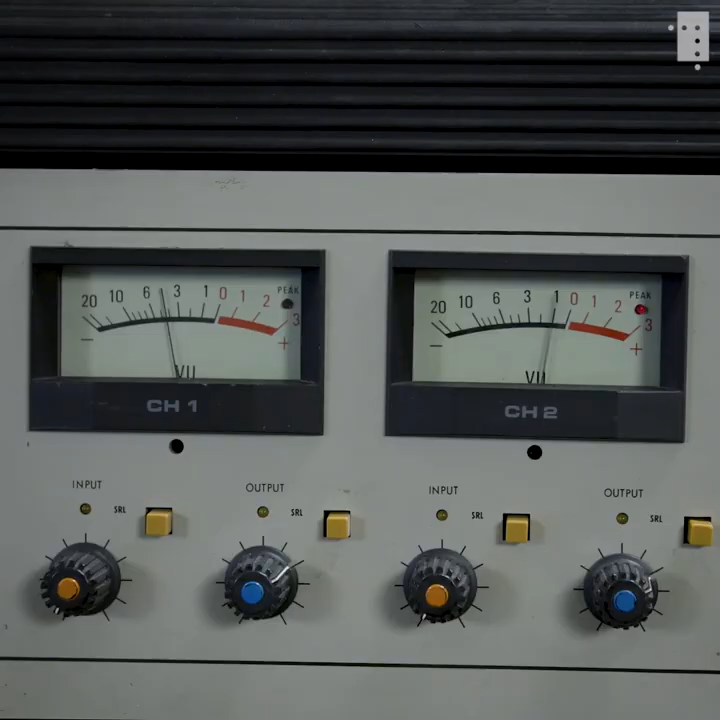 20 10 6 3 1 0 1 2 3
PEAK
− +
VU
CH 1
20 10 6 3 1 0 1 2 3
PEAK
− +
VU
CH 2
INPUT
SRL
OUTPUT
SRL
INPUT
SRL
OUTPUT
SRL